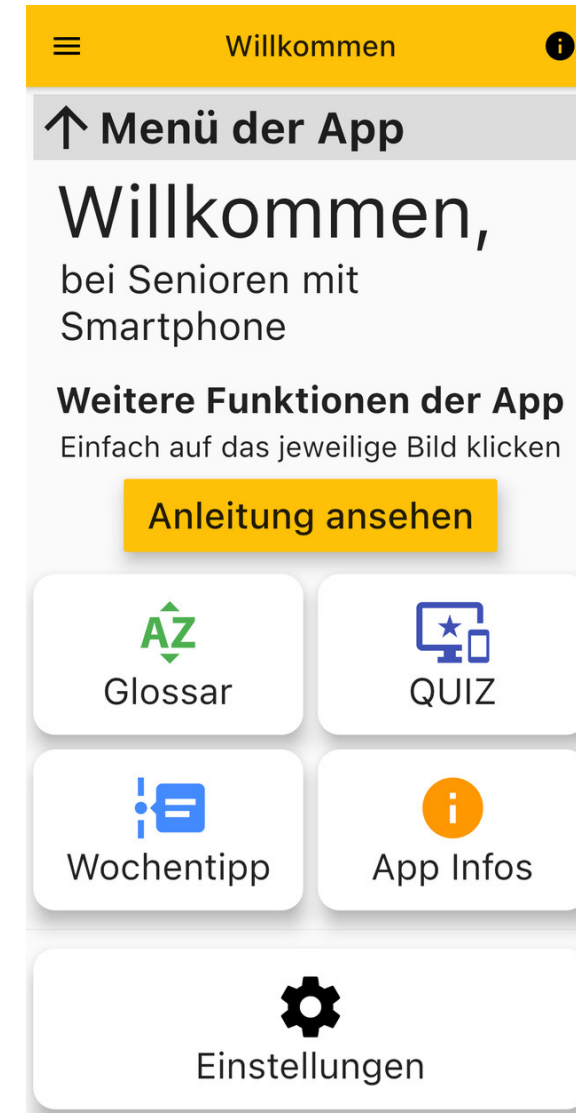 Willkommen
Menü der App
Willkommen,
bei Senioren mit
Smartphone
Weitere Funktionen der App
Einfach auf das jeweilige Bild klicken
Anleitung ansehen
AZ
Glossar
QUIZ
Wochentipp
App Infos
Einstellungen